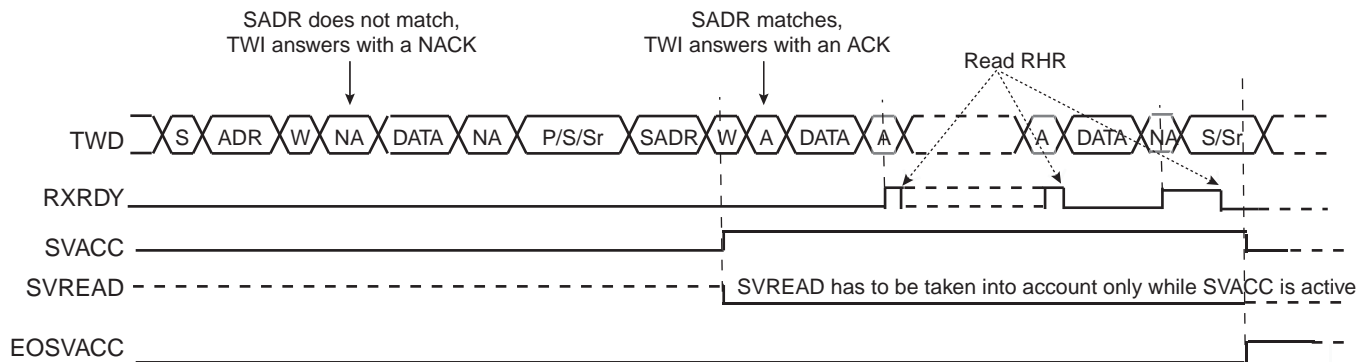 SADR does not match,
TWI answers with a NACK
SADR matches,
TWI answers with an ACK
Read RHR
TWD S ADR W NA DATA NA P/S/Sr SADR W A DATA A A DATA NA S/Sr
RXRDY
SVACC
SVREAD SVREAD has to be taken into account only while SVACC is active
EOSVACC